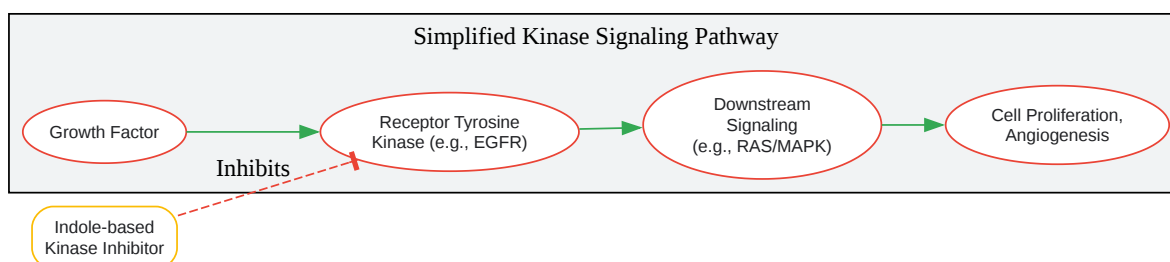 Simplified Kinase Signaling Pathway
Growth Factor
Receptor Tyrosine
Kinase (e.g., EGFR)
Downstream
Signaling
(e.g., RAS/MAPK)
Cell Proliferation,
Angiogenesis
Inhibits
Indole-based
Kinase Inhibitor